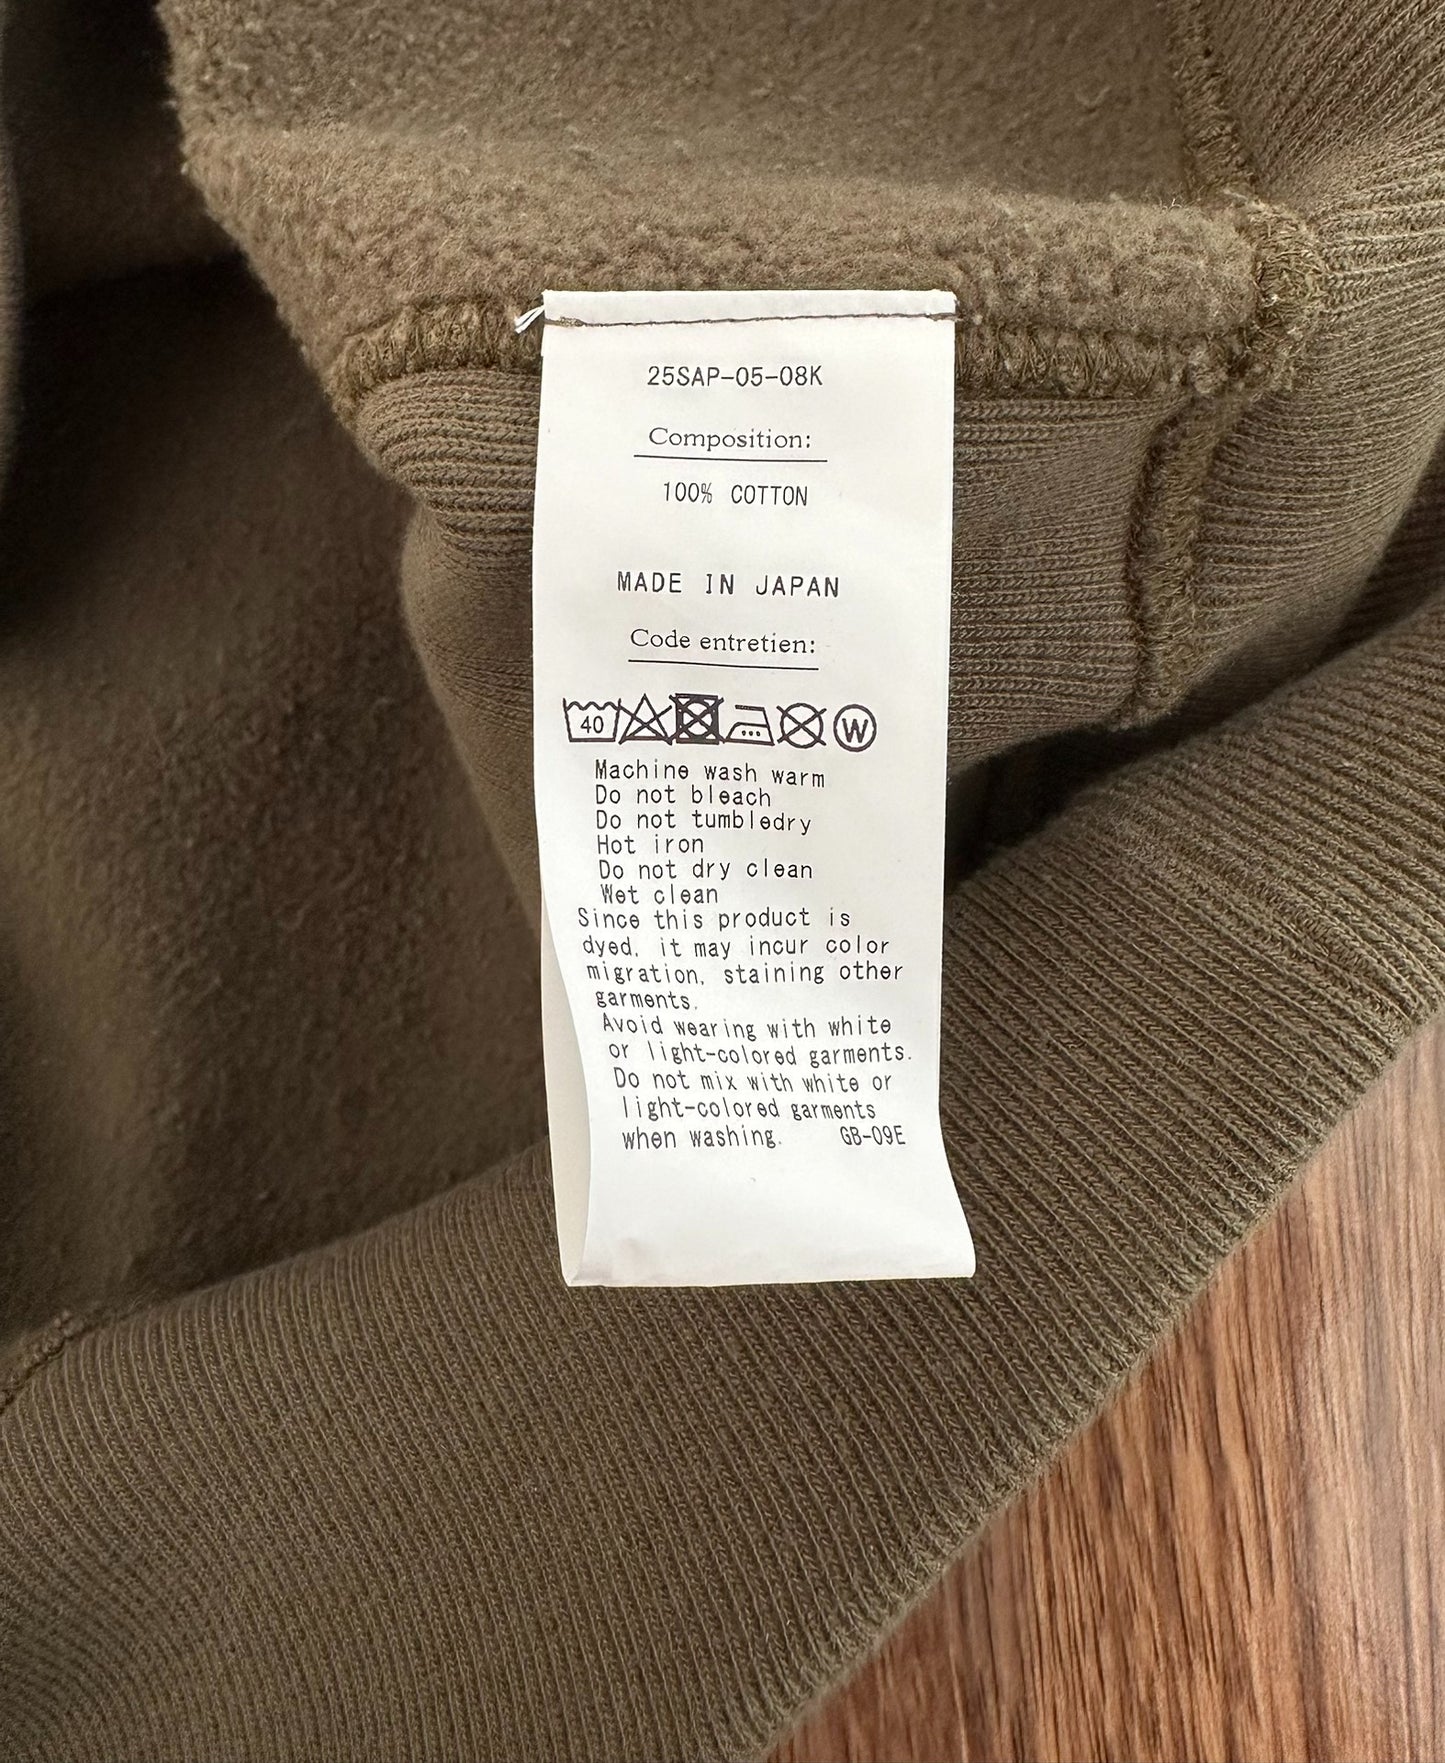 25SAP-05-08K
Composition:
100% COTTON
MADE IN JAPAN
Code entretien:
40 W
Machine wash warm
Do not bleach
Do not tumbledry
Hot iron
Do not dry clean
Wet clean
Since this product is
dyed, it may incur color
migration, staining other
garments.
Avoid wearing with white
or light-colored garments.
Do not mix with white or
light-colored garments
when washing. GB-09E